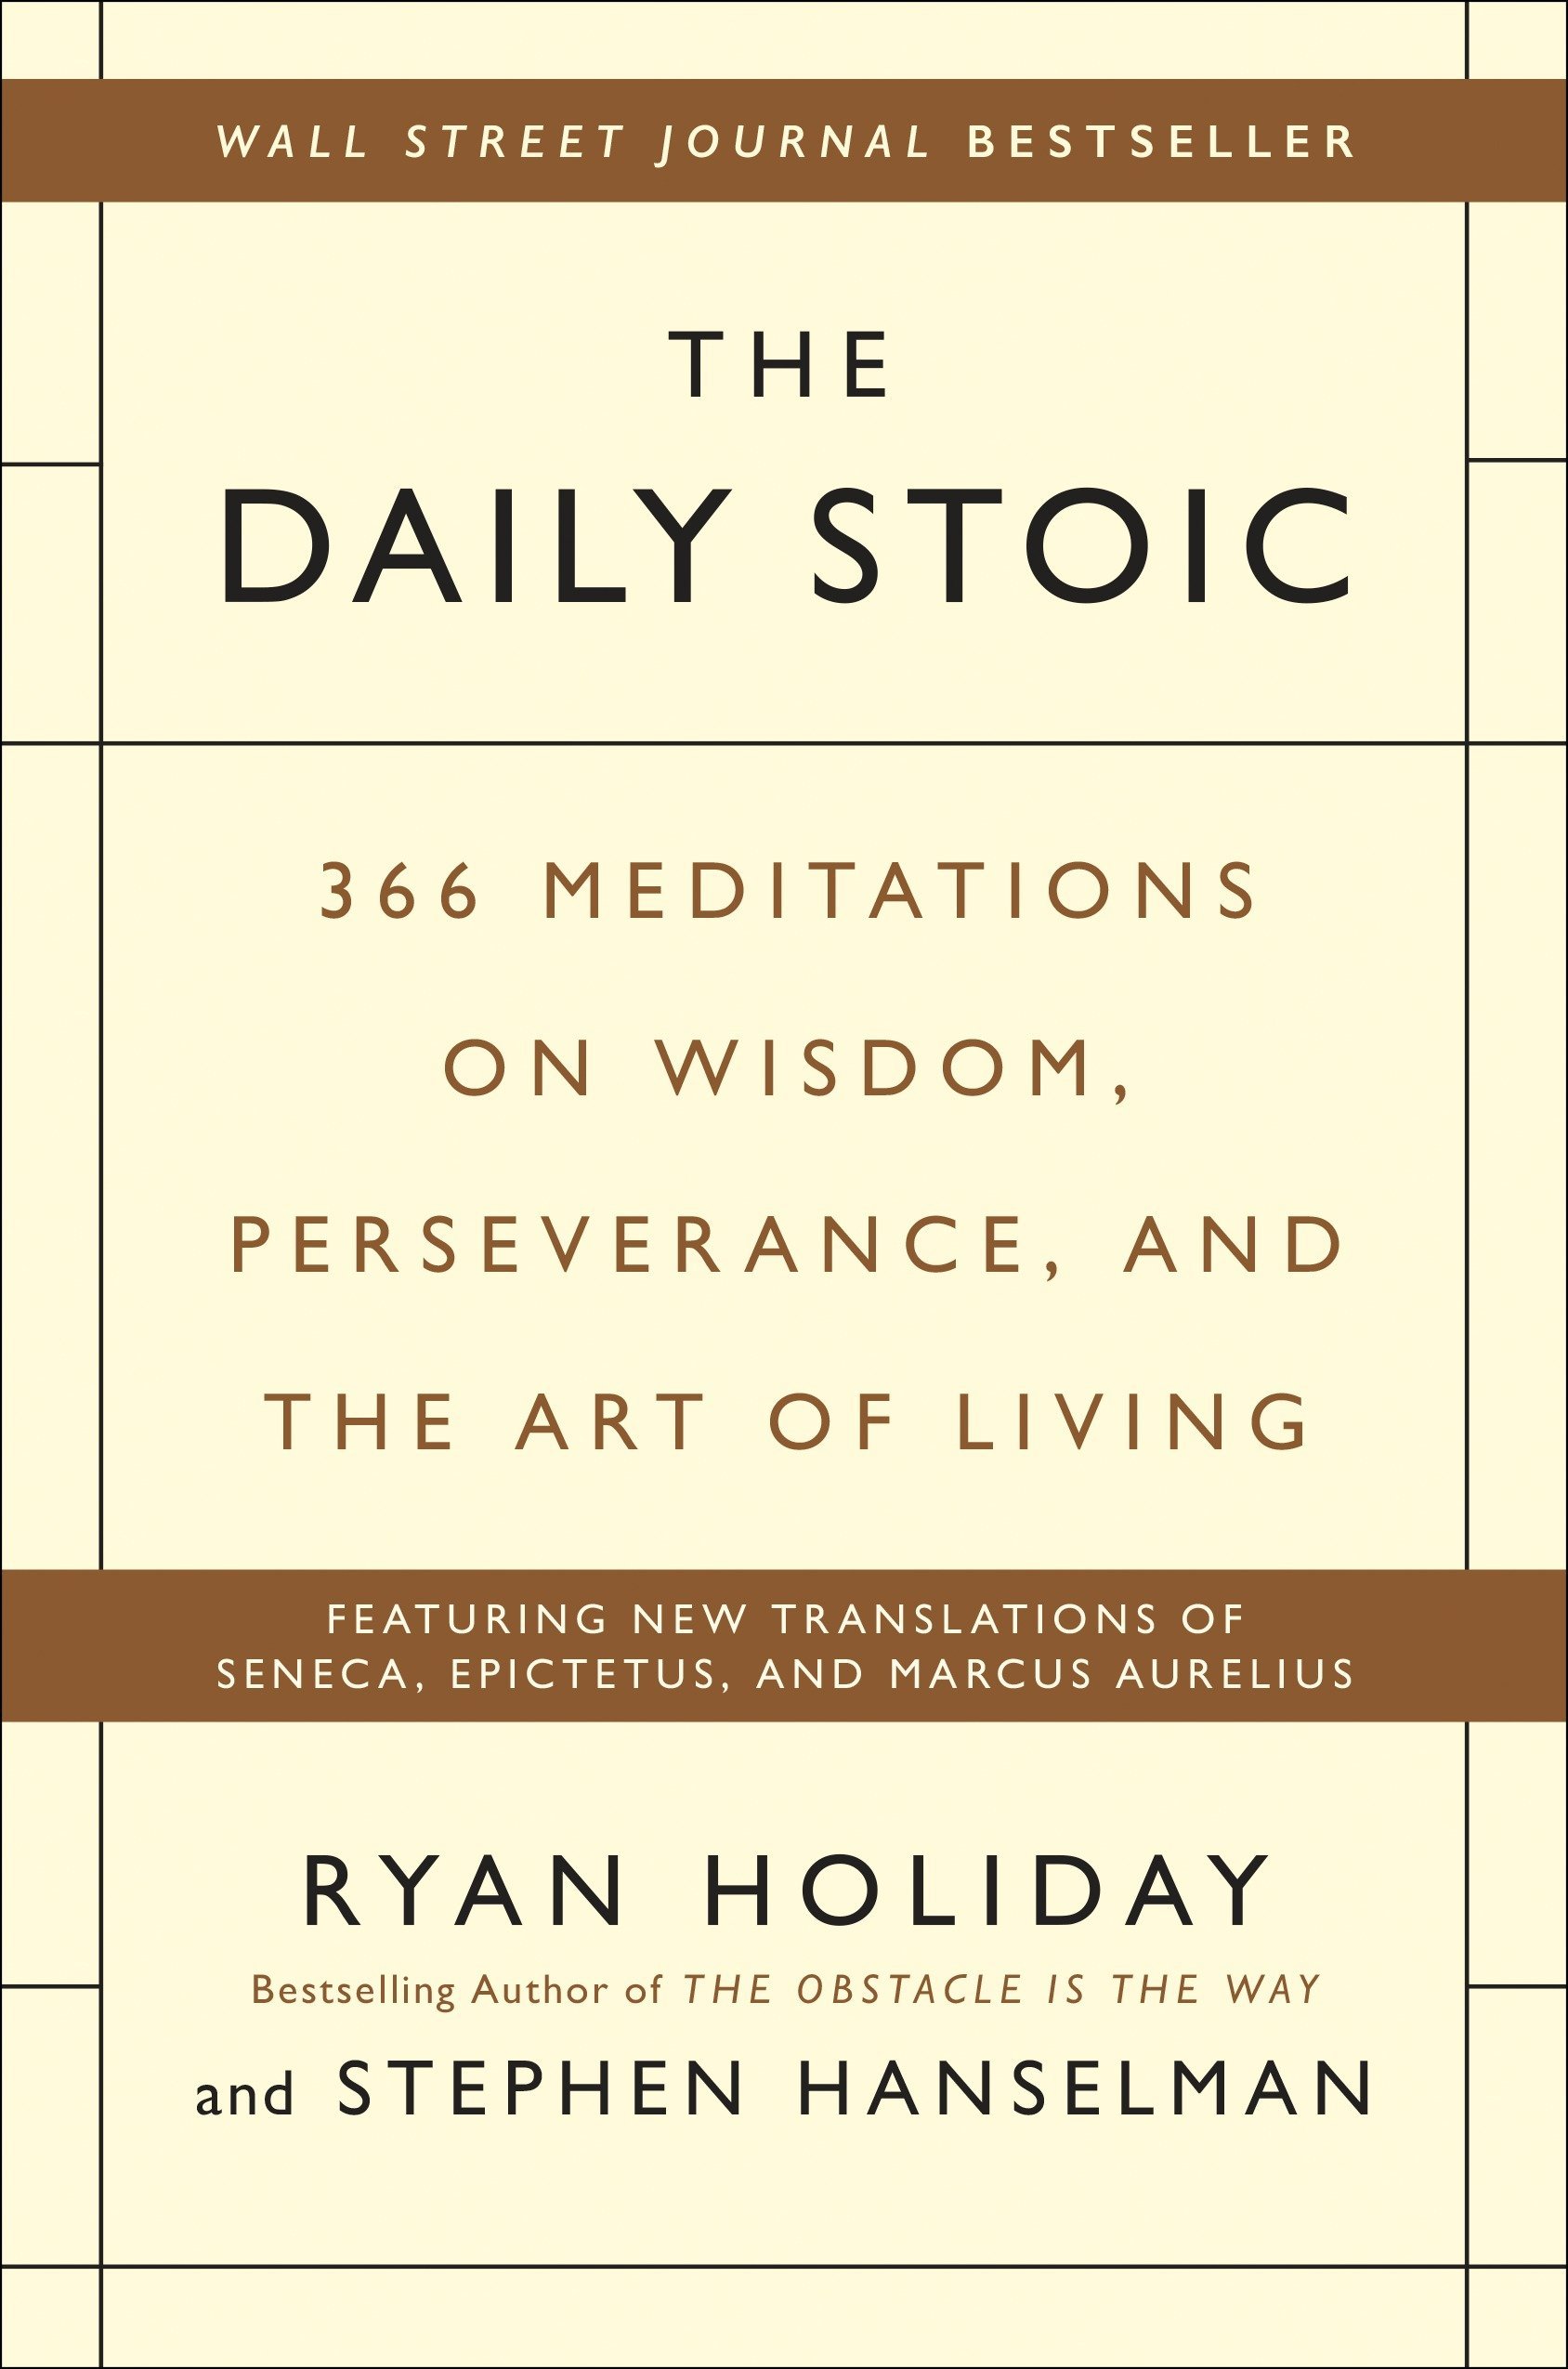 WALL STREET JOURNAL BESTSELLER
THE
DAILY STOIC
366 MEDITATIONS
ON WISDOM,
PERSEVERANCE, AND
THE ART OF LIVING
FEATURING NEW TRANSLATIONS OF
SENECA, EPICTETUS, AND MARCUS AURELIUS
RYAN HOLIDAY
Bestselling Author of THE OBSTACLE IS THE WAY
and STEPHEN HANSELMAN